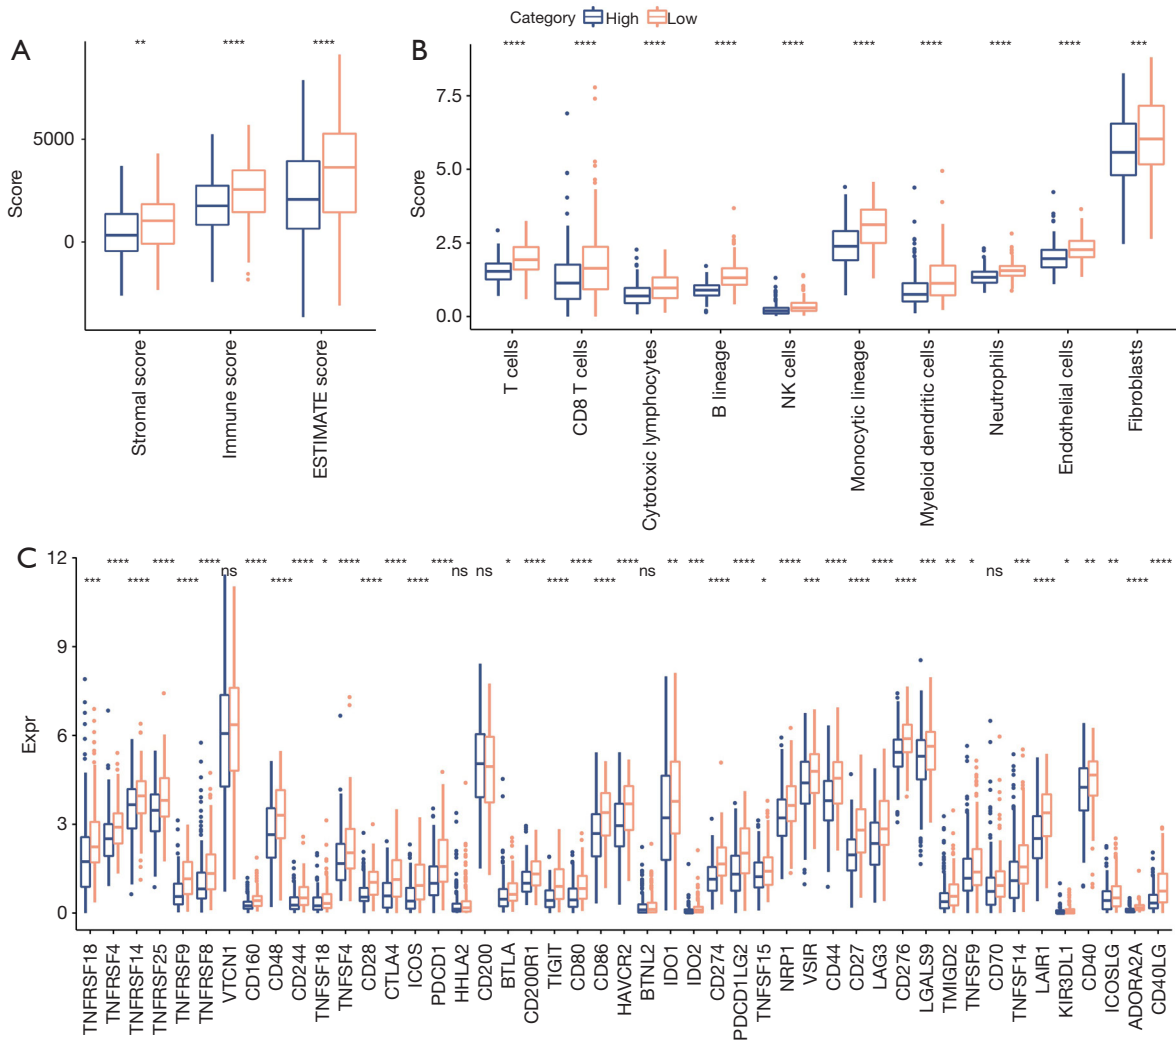 Category High Low
A
** **** ****
Score
5000
0
Stromal score
Immune score
ESTIMATE score
B
**** **** **** **** **** **** **** **** **** ***
Score
7.5
5.0
2.5
0.0
T cells
CD8 T cells
Cytotoxic lymphocytes
B lineage
NK cells
Monocytic lineage
Myeloid dendritic cells
Neutrophils
Endothelial cells
Fibroblasts
C
**** **** **** **** **** * **** **** **** ns ns * **** **** **** ns ** *** **** **** **** **** *** ** * ns *** * ** ** ****
*** **** **** ns **** **** **** **** **** **** * *** **** **** **** ****
Expr
12
9
6
3
0
TNFRSF18
TNFRSF4
TNFRSF14
TNFRSF25
TNFRSF9
TNFRSF8
VTCN1
CD160
CD48
CD244
TNFSF18
TNFSF4
CD28
CTLA4
ICOS
PDCD1
HHLA2
CD200
BTLA
CD200R1
TIGIT
CD80
CD86
HAVCR2
BTNL2
IDO1
IDO2
CD274
PDCD1LG2
TNFSF15
NRP1
VSIR
CD44
CD27
LAG3
CD276
LGALS9
TMIGD2
TNFSF9
CD70
TNFSF14
LAIR1
KIR3DL1
CD40
ICOSLG
ADORA2A
CD40LG